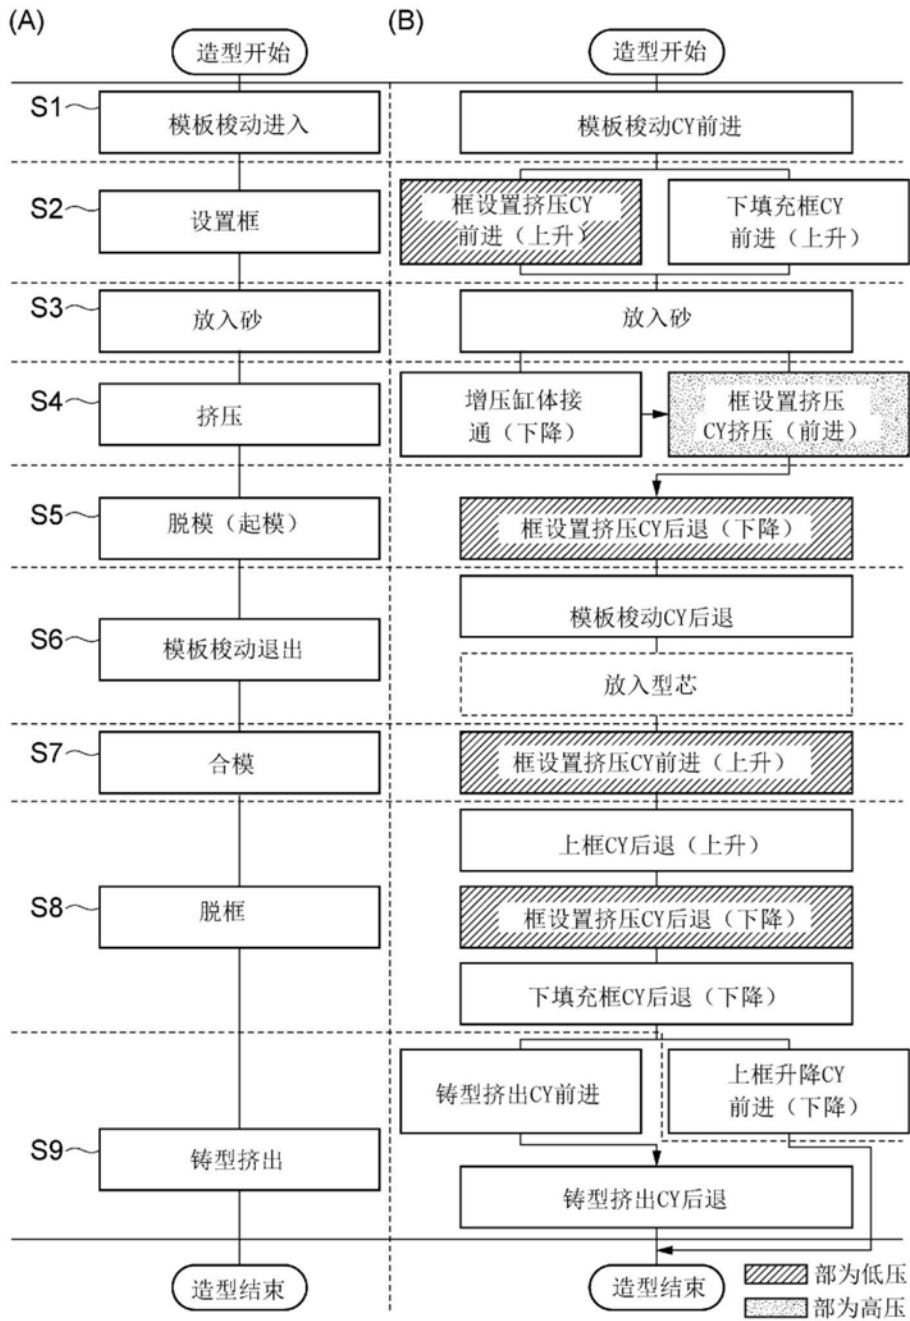 (A)
(B)
造型开始
造型开始
S1
模板梭动进入
模板梭动CY前进
S2
设置框
框设置挤压CY
前进（上升）
下填充框CY
前进（上升）
S3
放入砂
放入砂
S4
挤压
增压缸体接
通（下降）
框设置挤压
CY挤压（前进）
S5
脱模（起模）
框设置挤压CY后退（下降）
S6
模板梭动退出
模板梭动CY后退
放入型芯
S7
合模
框设置挤压CY前进（上升）
上框CY后退（上升）
S8
脱框
框设置挤压CY后退（下降）
下填充框CY后退（下降）
铸型挤出CY前进
上框升降CY
前进（下降）
S9
铸型挤出
铸型挤出CY后退
造型结束
造型结束
部为低压
部为高压